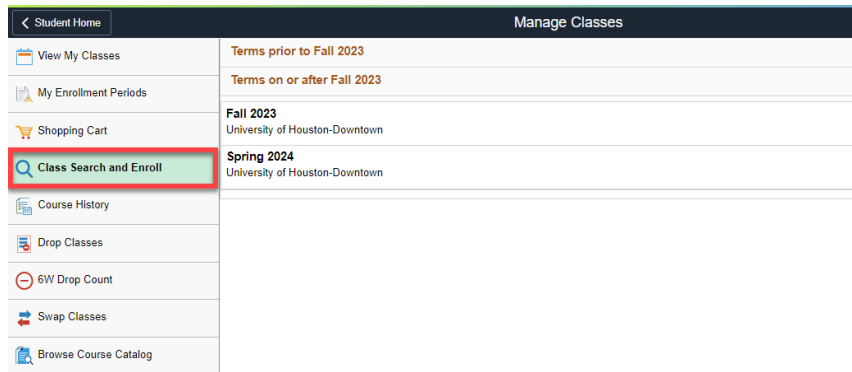 Student Home
Manage Classes
View My Classes
My Enrollment Periods
Shopping Cart
Class Search and Enroll
Course History
Drop Classes
6W Drop Count
Swap Classes
Browse Course Catalog
Terms prior to Fall 2023
Terms on or after Fall 2023
Fall 2023
University of Houston-Downtown
Spring 2024
University of Houston-Downtown